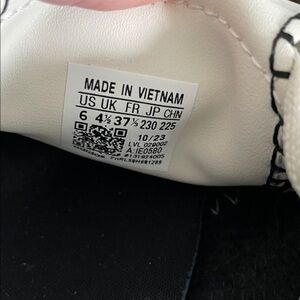 MADE IN VIETNAM
US UK FR JP CHN
6 4½ 37⅓ 230 225
10/23
LVL 029002
A:IE0580
#131924005